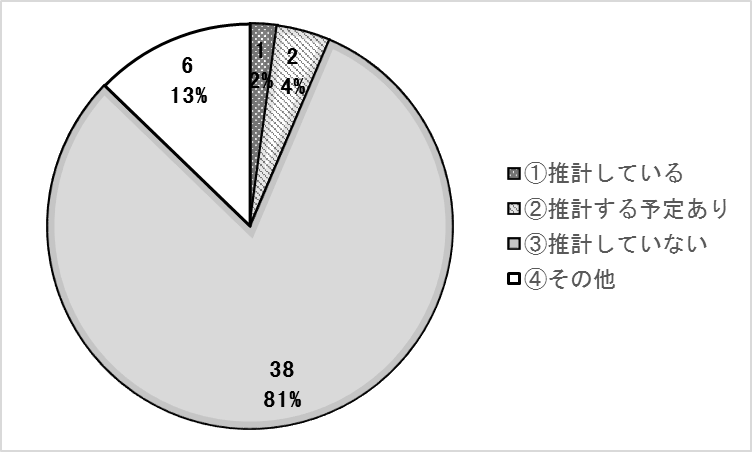 1
2%
2
4%
6
13%
38
81%
①推計している
②推計する予定あり
③推計していない
④その他